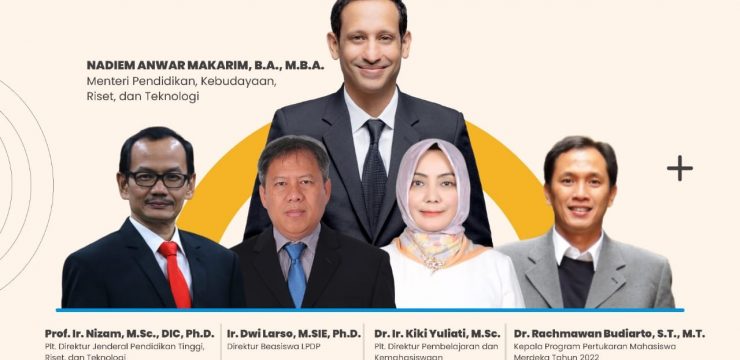 NADIEM ANWAR MAKARIM, B.A., M.B.A.
Menteri Pendidikan, Kebudayaan,
Riset, dan Teknologi
Prof. Ir. Nizam, M.Sc., DIC, Ph.D.
Plt. Direktur Jenderal Pendidikan Tinggi,
Riset, dan Teknologi
Ir. Dwi Larso, M.SIE, Ph.D.
Direktur Beasiswa LPDP
Dr. Ir. Kiki Yuliati, M.Sc.
Plt. Direktur Pembelajaran dan
Kemahasiswaan
Dr. Rachmawan Budiarto, S.T., M.T.
Kepala Program Pertukaran Mahasiswa
Merdeka Tahun 2022